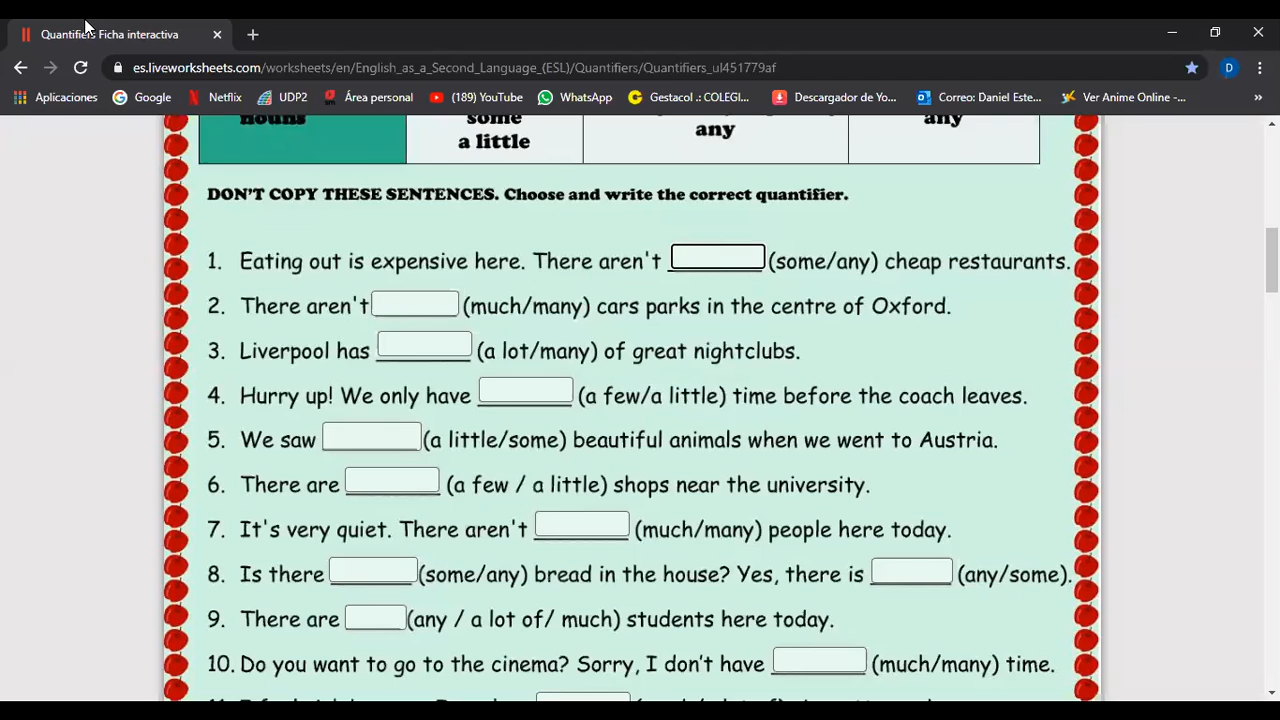 Quantifiers Ficha interactiva
es.liveworksheets.com/worksheets/en/English_as_a_Second_Language_(ESL)/Quantifiers/Quantifiers_ul451779af
D
Aplicaciones Google Netflix UDP2 Área personal (189) YouTube WhatsApp Gestacol .: COLEGI... Descargador de Yo... Correo: Daniel Este... Ver Anime Online -... »
nouns some any any
a little
DON'T COPY THESE SENTENCES. Choose and write the correct quantifier.
1. Eating out is expensive here. There aren't (some/any) cheap restaurants.
2. There aren't (much/many) cars parks in the centre of Oxford.
3. Liverpool has (a lot/many) of great nightclubs.
4. Hurry up! We only have (a few/a little) time before the coach leaves.
5. We saw (a little/some) beautiful animals when we went to Austria.
6. There are (a few / a little) shops near the university.
7. It's very quiet. There aren't (much/many) people here today.
8. Is there (some/any) bread in the house? Yes, there is (any/some).
9. There are (any / a lot of/ much) students here today.
10. Do you want to go to the cinema? Sorry, I don't have (much/many) time.